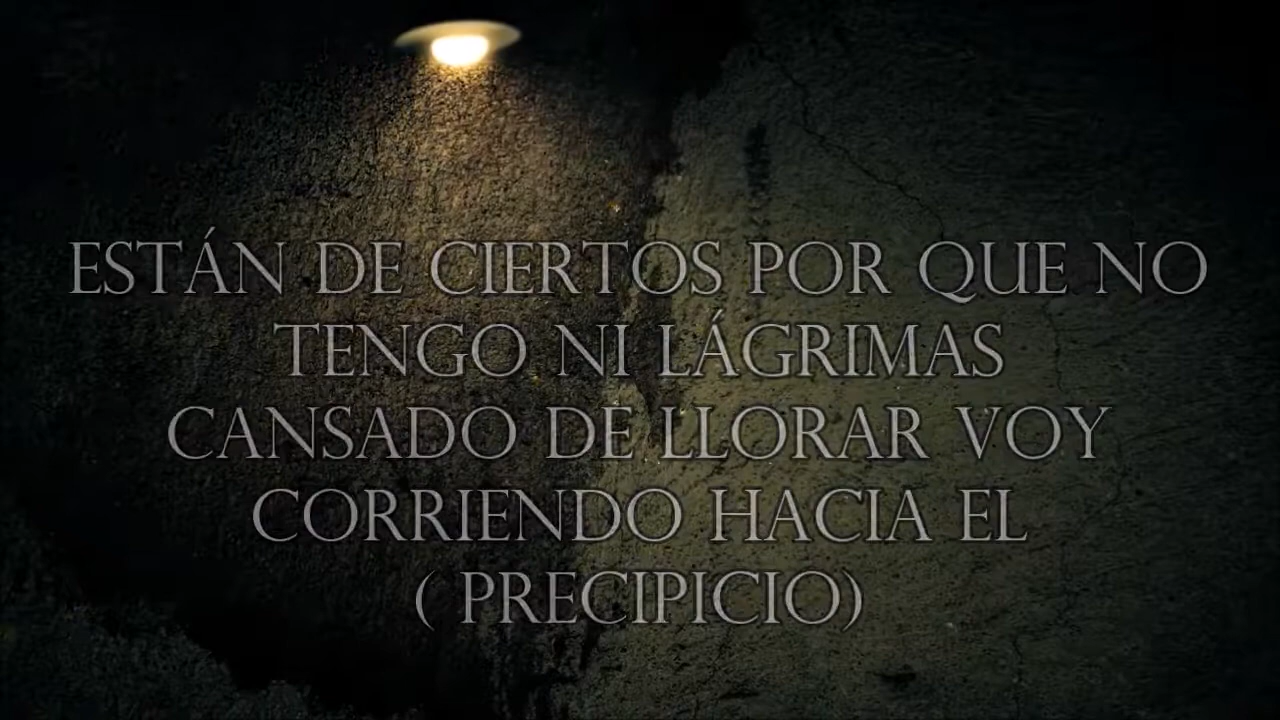 ESTÁN DE CIERTOS POR QUE NO
TENGO NI LÁGRIMAS
CANSADO DE LLORAR VOY
CORRIENDO HACIA EL
( PRECIPICIO)